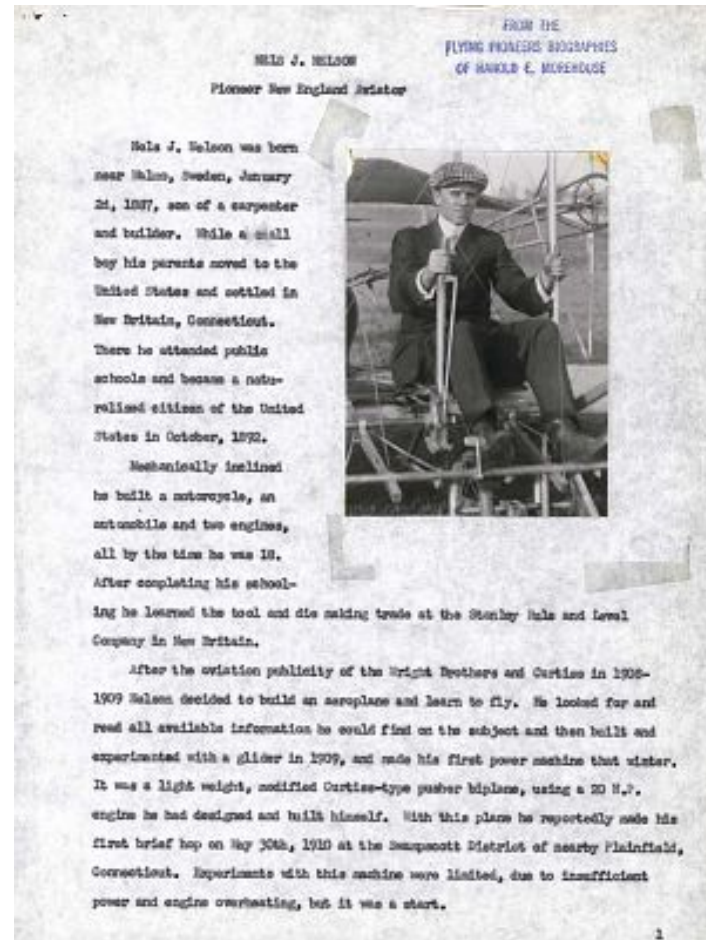 FROM THE
FLYING PIONEERS BIOGRAPHIES
OF HAROLD E. MOREHOUSE
NELS J. NELSON
Pioneer New England Aviator
Nels J. Nelson was born
near Malmo, Sweden, January
2d, 1887, son of a carpenter
and builder. While a small
boy his parents moved to the
United States and settled in
New Britain, Connecticut.
There he attended public
schools and became a natu-
ralized citizen of the United
States in October, 1892.
Mechanically inclined
he built a motorcycle, an
automobile and two engines,
all by the time he was 18.
After completing his school-
ing he learned the tool and die making trade at the Stanley Rule and Level
Company in New Britain.
After the aviation publicity of the Wright Brothers and Curtiss in 1908-
1909 Nelson decided to build an aeroplane and learn to fly. He looked for and
read all available information he could find on the subject and then built and
experimented with a glider in 1909, and made his first power machine that winter.
It was a light weight, modified Curtiss-type pusher biplane, using a 20 H.P.
engine he had designed and built himself. With this plane he reportedly made his
first brief hop on May 30th, 1910 at the Swampscott District of nearby Plainfield,
Connecticut. Experiments with this machine were limited, due to insufficient
power and engine overheating, but it was a start.
1